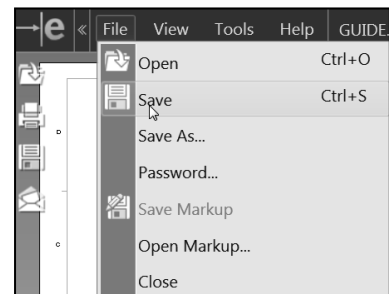 e « File View Tools Help GUIDE.
Open Ctrl+O
Save Ctrl+S
Save As...
Password...
Save Markup
Open Markup...
Close